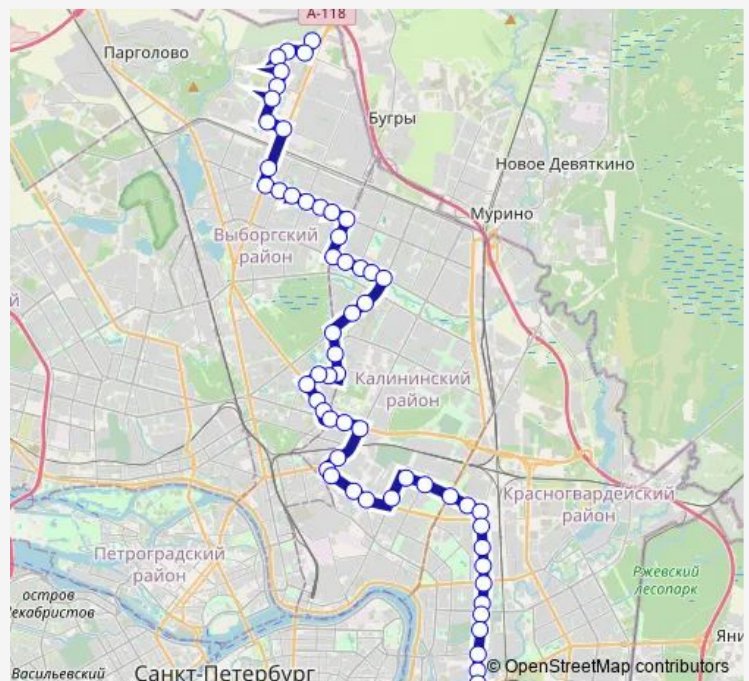 А-118
Парголово
Бугры
Новое Девяткино
Мурино
Выборгский
район
й
Калининский
район
Красногвардейский
район
Петроградский
район
Ржевский
лесопарк
остров
Декабристов
Яни
Васильевский
Санкт-Петербург
© OpenStreetMap contributors